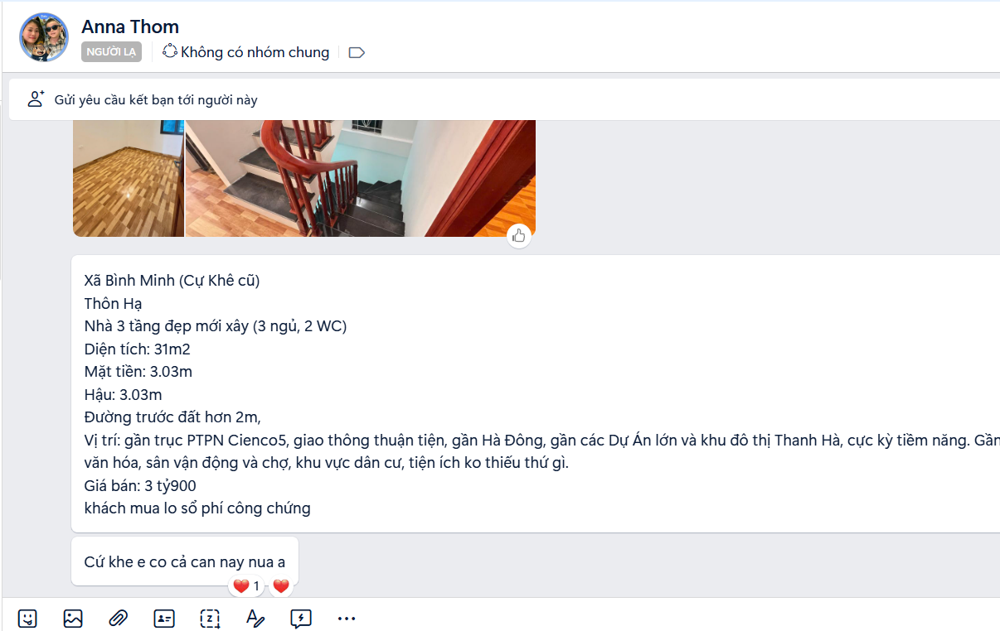 Anna Thom
NGƯỜI LẠ
Không có nhóm chung
Gửi yêu cầu kết bạn tới người này
Xã Bình Minh (Cự Khê cũ)
Thôn Hạ
Nhà 3 tầng đẹp mới xây (3 ngủ, 2 WC)
Diện tích: 31m2
Mặt tiền: 3.03m
Hậu: 3.03m
Đường trước đất hơn 2m,
Vị trí: gần trục PTPN Cienco5, giao thông thuận tiện, gần Hà Đông, gần các Dự Án lớn và khu đô thị Thanh Hà, cực kỳ tiềm năng. Gần
văn hóa, sân vận động và chợ, khu vực dân cư, tiện ích ko thiếu thứ gì.
Giá bán: 3 tỷ900
khách mua lo sổ phí công chứng
Cứ khe e co cả can nay nua a
1